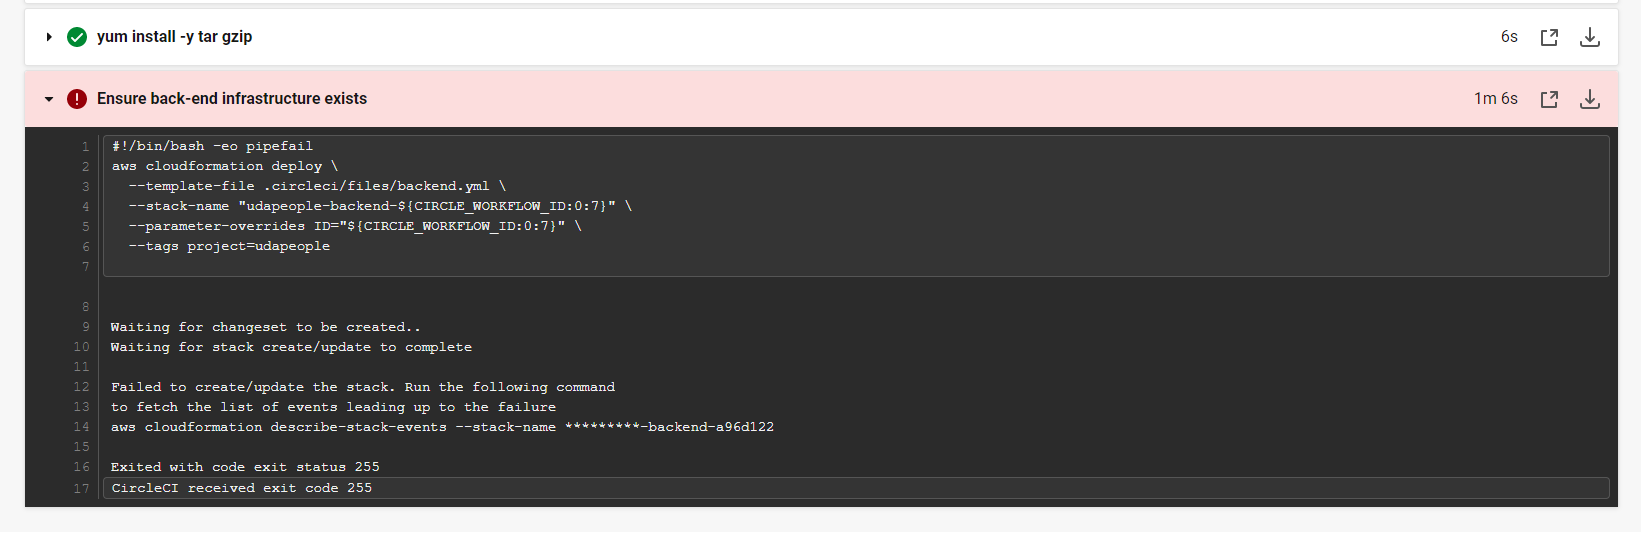 yum install -y tar gzip 6s
Ensure back-end infrastructure exists 1m 6s
1 #!/bin/bash -eo pipefail
2 aws cloudformation deploy \
3   --template-file .circleci/files/backend.yml \
4   --stack-name "udapeople-backend-${CIRCLE_WORKFLOW_ID:0:7}" \
5   --parameter-overrides ID="${CIRCLE_WORKFLOW_ID:0:7}" \
6   --tags project=udapeople
7
8
9 Waiting for changeset to be created..
10 Waiting for stack create/update to complete
11
12 Failed to create/update the stack. Run the following command
13 to fetch the list of events leading up to the failure
14 aws cloudformation describe-stack-events --stack-name *********-backend-a96d122
15
16 Exited with code exit status 255
17 CircleCI received exit code 255